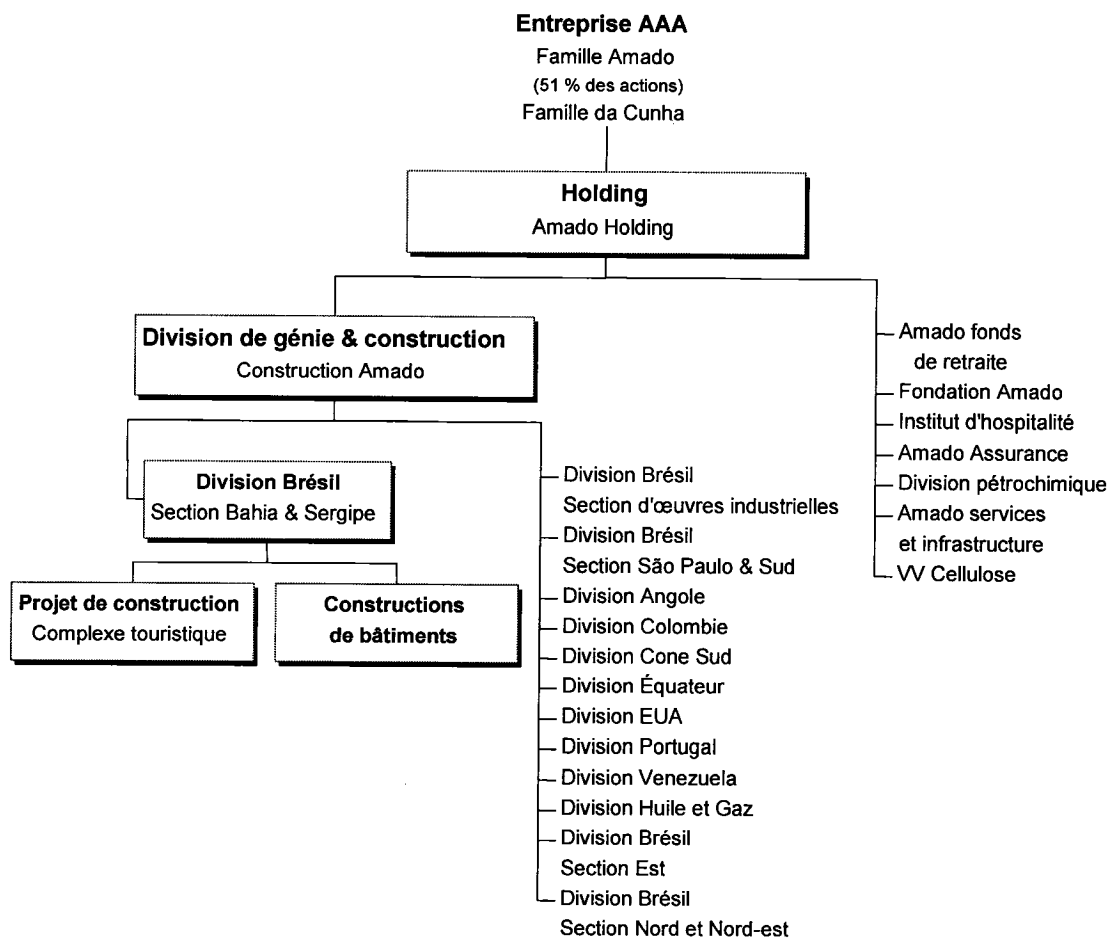 Entreprise AAA
Famille Amado
(51 % des actions)
Famille da Cunha
Holding
Amado Holding
Division de génie & construction
Construction Amado
Division Brésil
Section Bahia & Sergipe
Projet de construction
Complexe touristique
Constructions
de bâtiments
Division Brésil
Section d'œuvres industrielles
Division Brésil
Section São Paulo & Sud
Division Angole
Division Colombie
Division Cone Sud
Division Équateur
Division EUA
Division Portugal
Division Venezuela
Division Huile et Gaz
Division Brésil
Section Est
Division Brésil
Section Nord et Nord-est
Amado fonds
de retraite
Fondation Amado
Institut d'hospitalité
Amado Assurance
Division pétrochimique
Amado services
et infrastructure
VV Cellulose